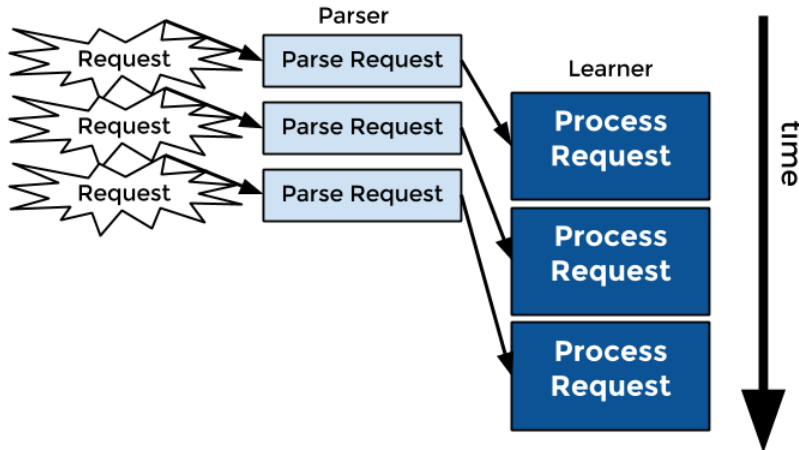 Parser
Request
Parse Request
Learner
Process
Request
Request
Parse Request
Request
Parse Request
Process
Request
Process
Request
time